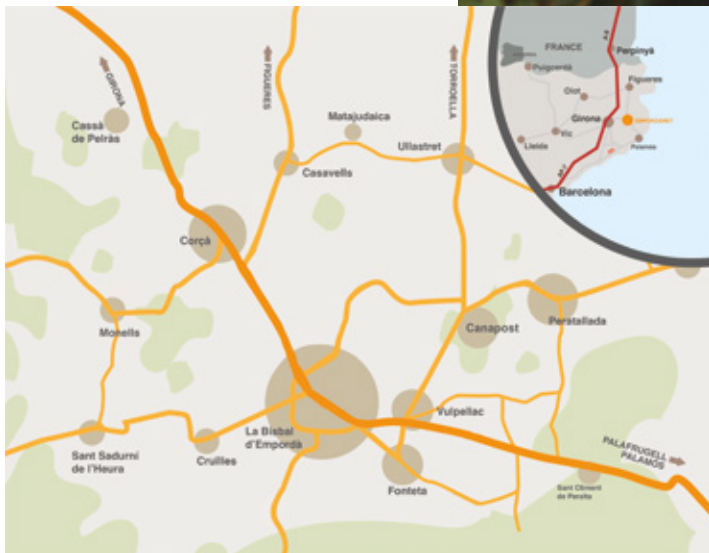 GIRONA
FIGUERES
TORROELLA
Cassà
de Pelràs
Matajudaica
Casavells
Ullastret
Corçà
Monells
Canapost
Peratallada
Vulpellac
La Bisbal
d'Empordà
Sant Sadurní
de l'Heura
Cruïlles
Fonteta
PALAFRUGELL
PALAMÓS
Sant Climent
de Peralta
FRANCE
Perpinyà
Puigcerdà
Figueres
Olot
Girona
Vic
Lleida
Palamós
Barcelona